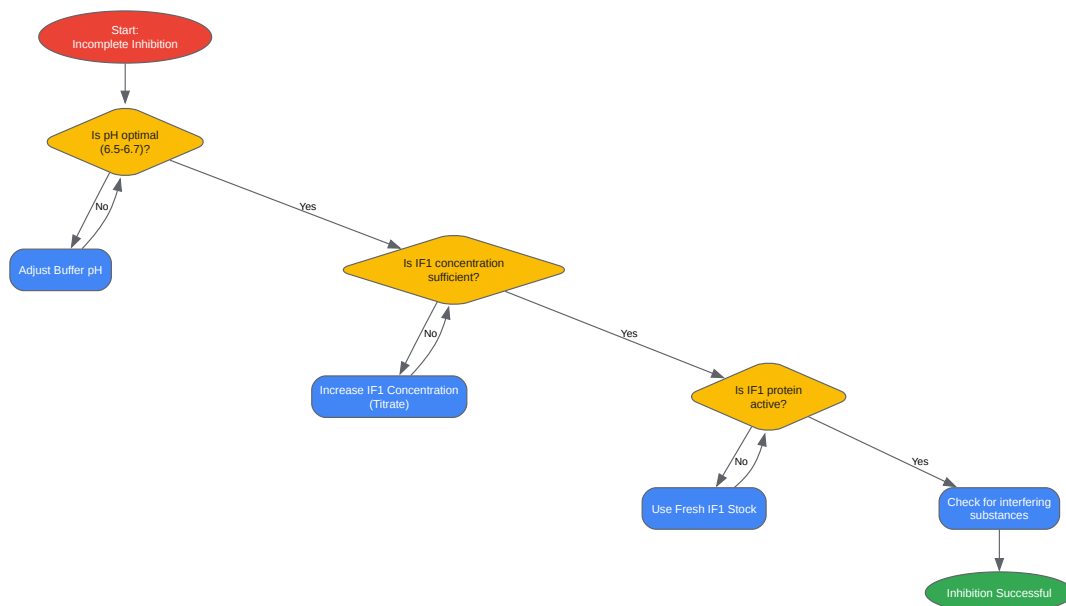 Start:
Incomplete Inhibition
Is pH optimal
(6.5-6.7)?
No
Yes
Adjust Buffer pH
Is IF1 concentration
sufficient?
No
Yes
Increase IF1 Concentration
(Titrate)
Is IF1 protein
active?
No
Yes
Use Fresh IF1 Stock
Check for interfering
substances
Inhibition Successful